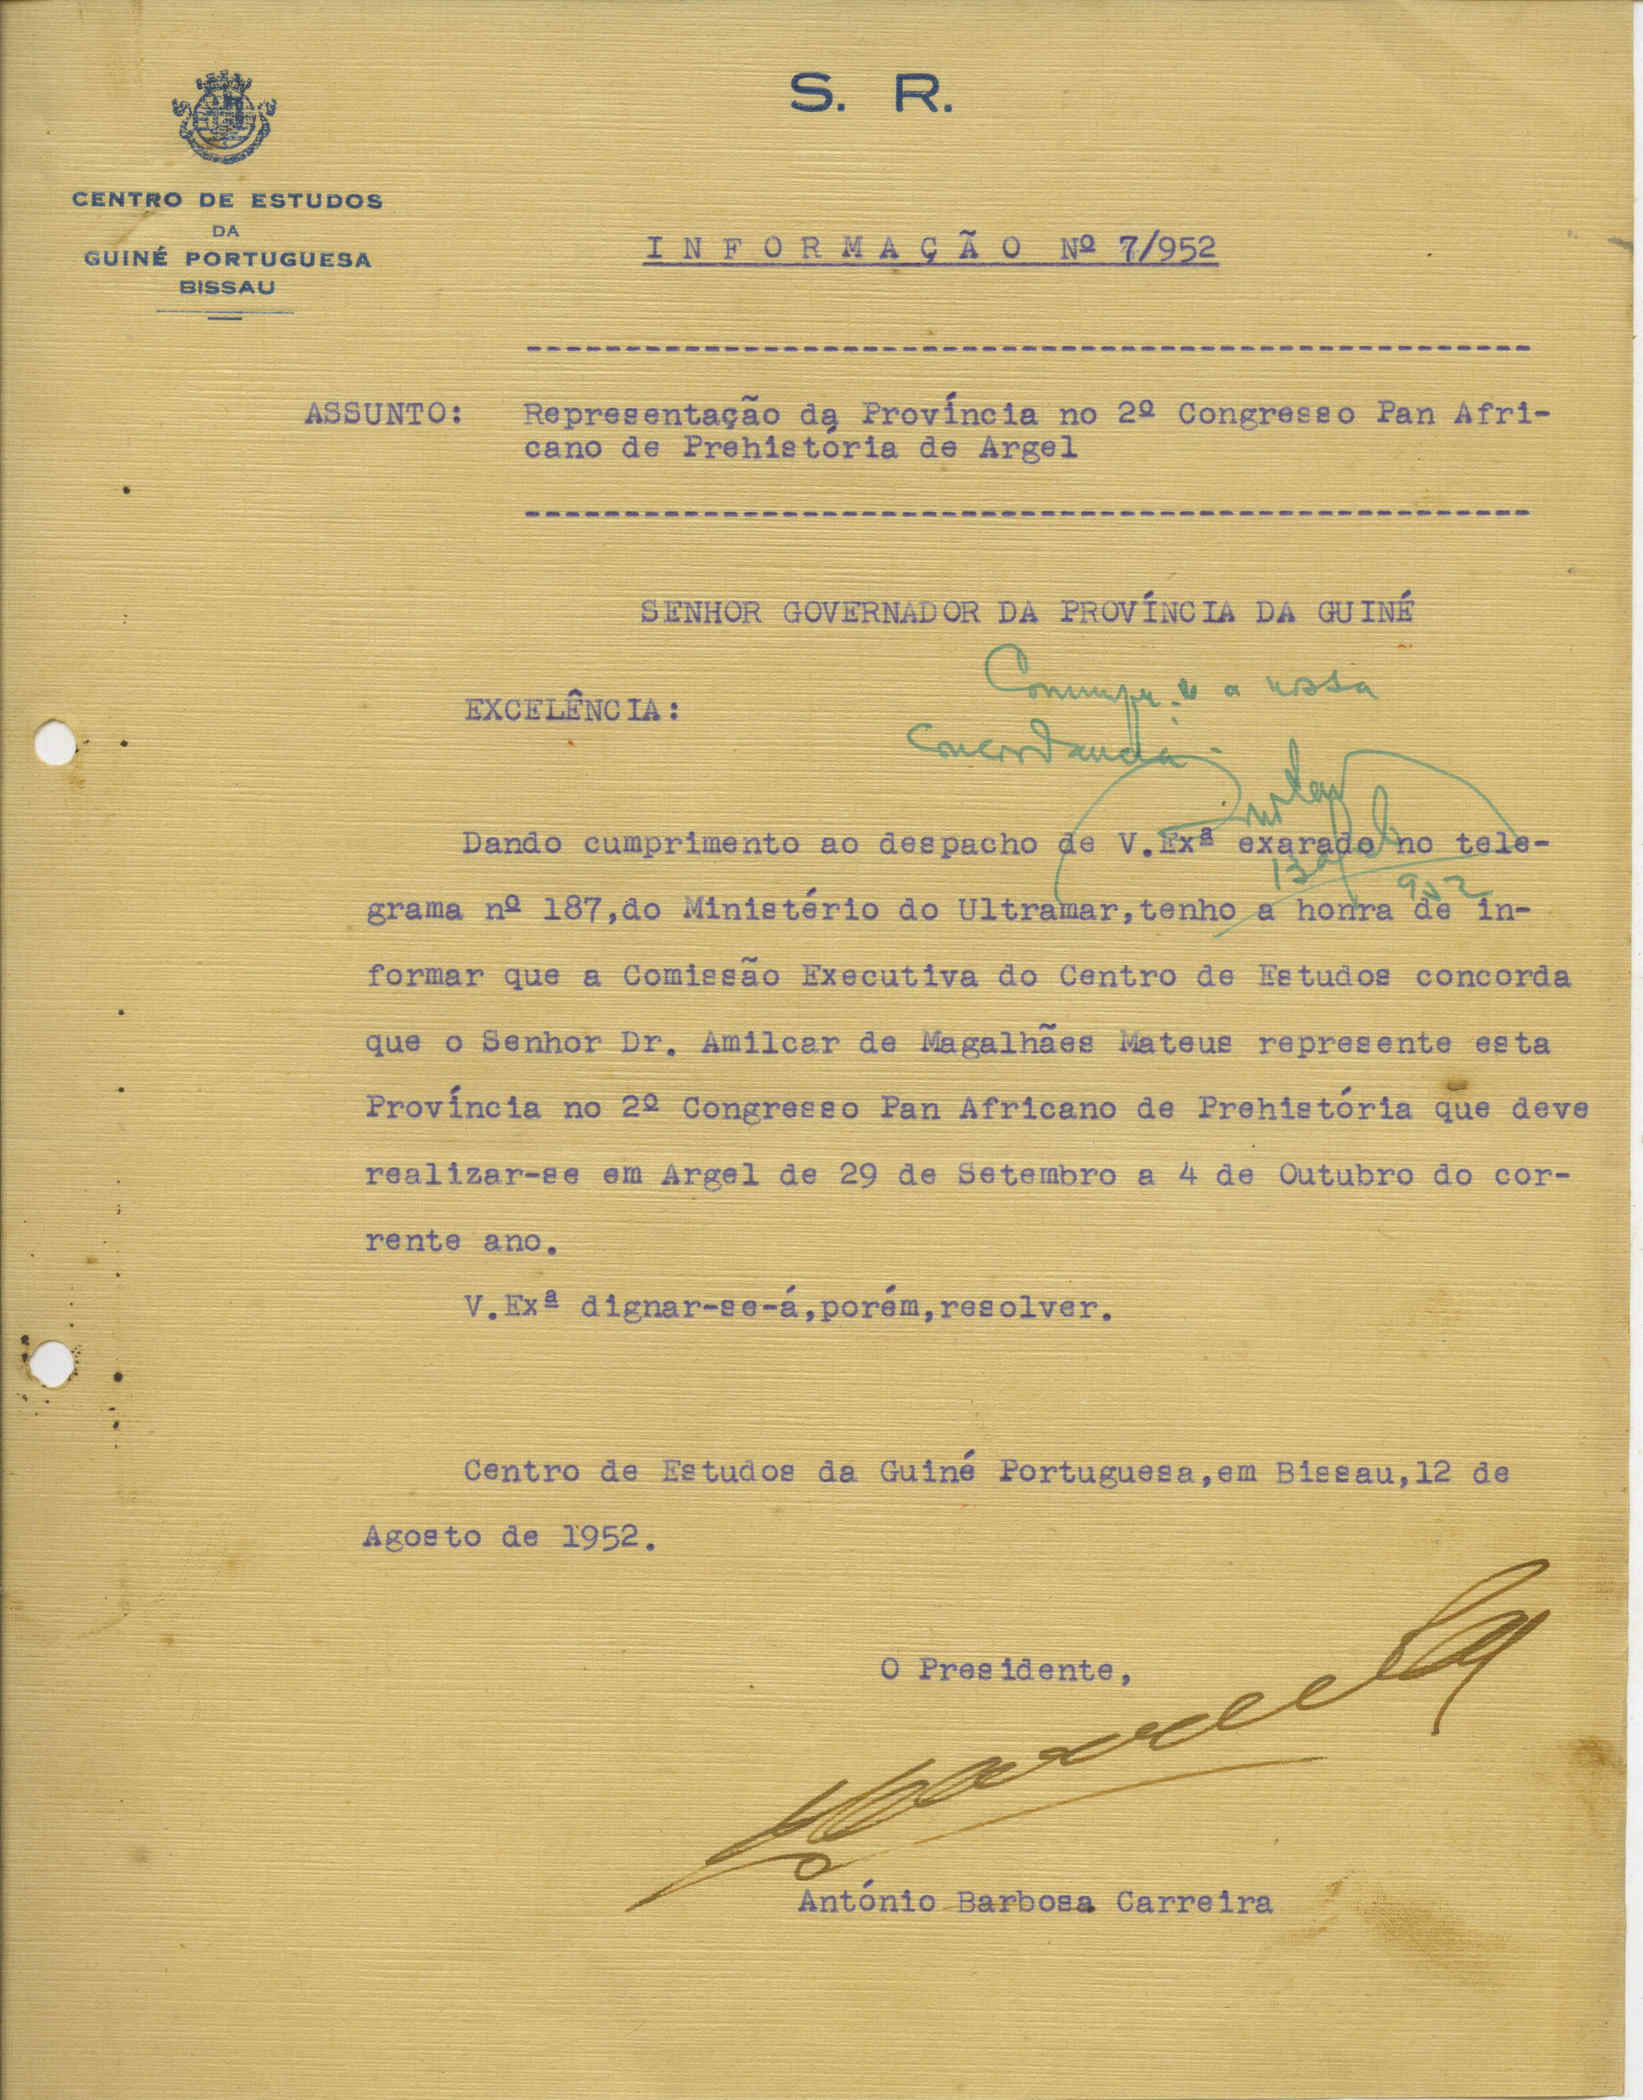 S. R.
CENTRO DE ESTUDOS
DA
GUINÉ PORTUGUESA
BISSAU
I N F O R M A Ç Ã O Nº 7/952
ASSUNTO: Representação da Província no 2º Congresso Pan Afri-
cano de Prehistória de Argel
SENHOR GOVERNADOR DA PROVÍNCIA DA GUINÉ
a nossa
EXCELÊNCIA:
concordancia
Dando cumprimento ao despacho de V.Exª exarado no tele-
952
grama nº 187,do Ministério do Ultramar,tenho a honra de in-
formar que a Comissão Executiva do Centro de Estudos concorda
que o Senhor Dr. Amilcar de Magalhães Mateus represente esta
Província no 2º Congresso Pan Africano de Prehistória que deve
realizar-se em Argel de 29 de Setembro a 4 de Outubro do cor-
rente ano.
V.Exª dignar-se-á,porém,resolver.
Centro de Estudos da Guiné Portuguesa,em Bissau,12 de
Agosto de 1952.
O Presidente,
António Barbosa Carreira